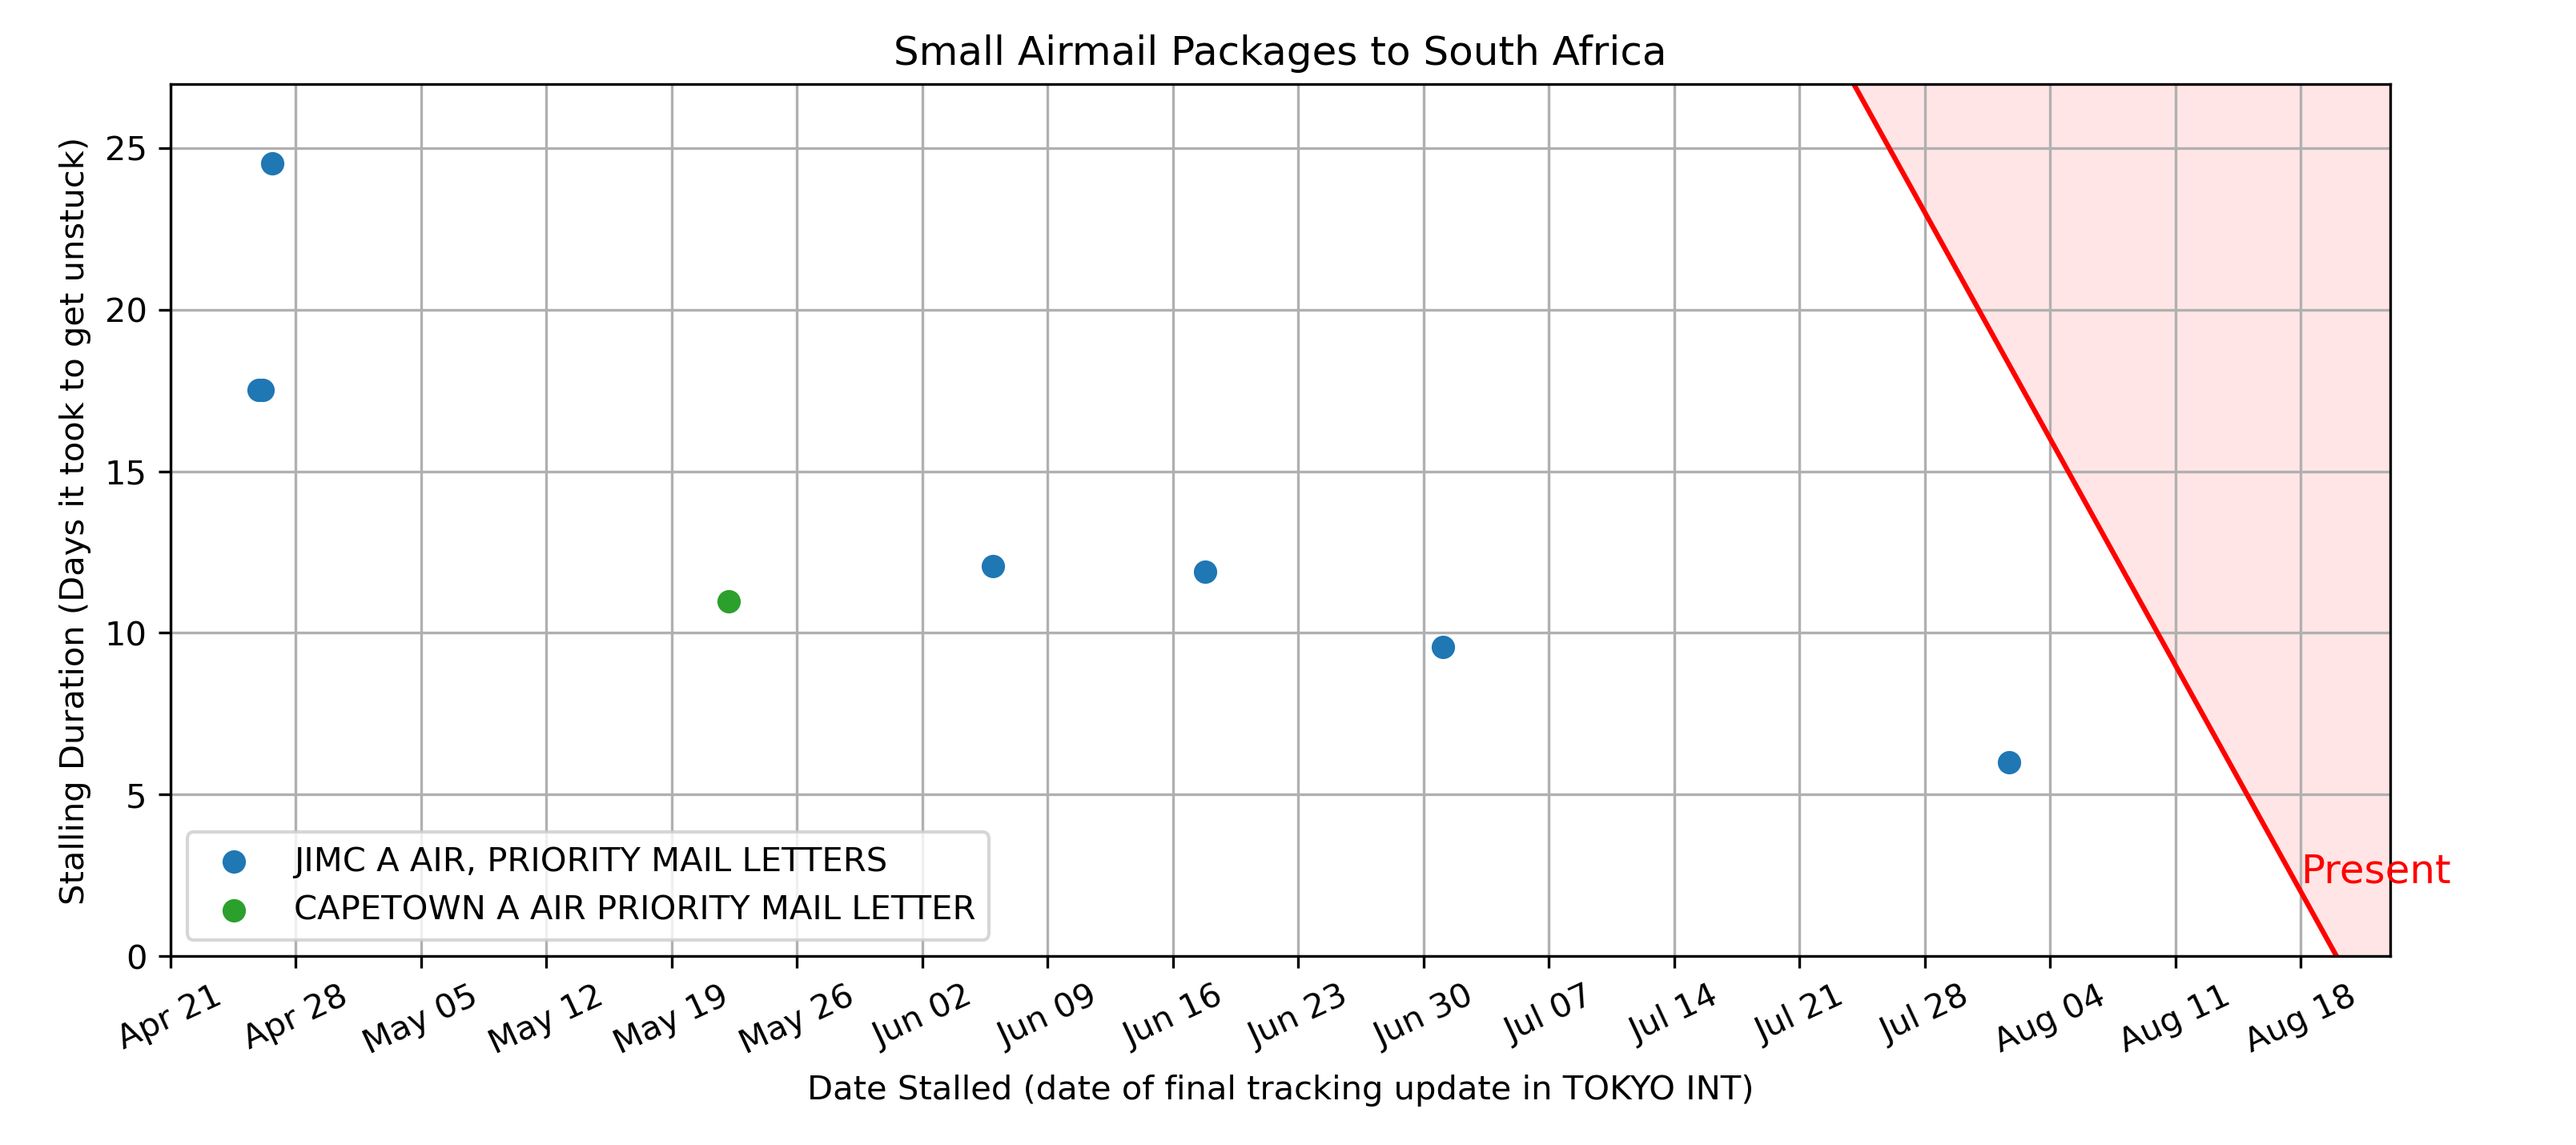 Small Airmail Packages to South Africa
Stalling Duration (Days it took to get unstuck)
25
20
15
10
5
0
JIMC A AIR, PRIORITY MAIL LETTERS
CAPETOWN A AIR PRIORITY MAIL LETTER
Present
Apr 21 Apr 28 May 05 May 12 May 19 May 26 Jun 02 Jun 09 Jun 16 Jun 23 Jun 30 Jul 07 Jul 14 Jul 21 Jul 28 Aug 04 Aug 11 Aug 18
Date Stalled (date of final tracking update in TOKYO INT)